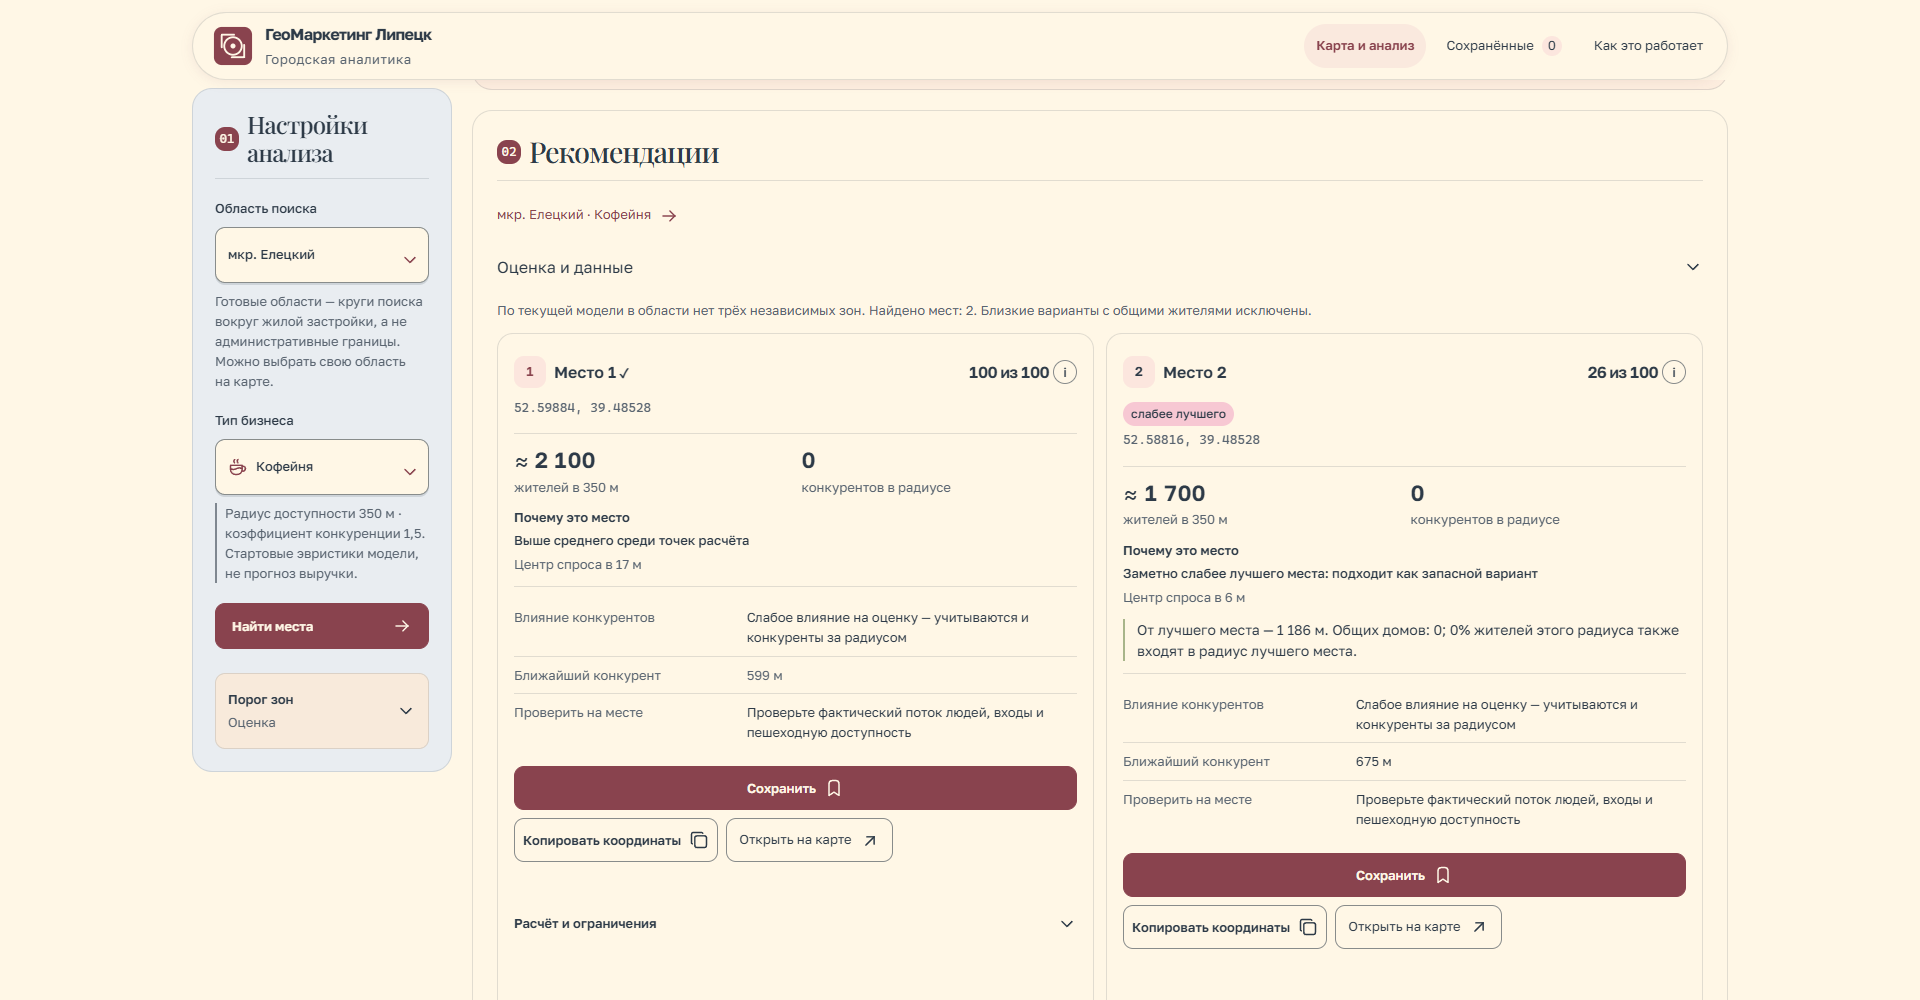 ГеоМаркетинг Липецк
Городская аналитика
Карта и анализ
Сохранённые 0
Как это работает
01 Настройки
анализа
Область поиска
мкр. Елецкий
Готовые области — круги поиска
вокруг жилой застройки, а не
административные границы.
Можно выбрать свою область
на карте.
Тип бизнеса
Кофейня
Радиус доступности 350 м ·
коэффициент конкуренции 1,5.
Стартовые эвристики модели,
не прогноз выручки.
Найти места →
Порог зон
Оценка
02 Рекомендации
мкр. Елецкий · Кофейня →
Оценка и данные
По текущей модели в области нет трёх независимых зон. Найдено мест: 2. Близкие варианты с общими жителями исключены.
1 Место 1 ✓ 100 из 100 i
52.59884, 39.48528
≈ 2 100
жителей в 350 м
0
конкурентов в радиусе
Почему это место
Выше среднего среди точек расчёта
Центр спроса в 17 м
Влияние конкурентов
Слабое влияние на оценку — учитываются и
конкуренты за радиусом
Ближайший конкурент
599 м
Проверить на месте
Проверьте фактический поток людей, входы и
пешеходную доступность
Сохранить
Копировать координаты
Открыть на карте
Расчёт и ограничения
2 Место 2 26 из 100 i
слабее лучшего
52.58816, 39.48528
≈ 1 700
жителей в 350 м
0
конкурентов в радиусе
Почему это место
Заметно слабее лучшего места: подходит как запасной вариант
Центр спроса в 6 м
От лучшего места — 1 186 м. Общих домов: 0; 0% жителей этого радиуса также
входят в радиус лучшего места.
Влияние конкурентов
Слабое влияние на оценку — учитываются и
конкуренты за радиусом
Ближайший конкурент
675 м
Проверить на месте
Проверьте фактический поток людей, входы и
пешеходную доступность
Сохранить
Копировать координаты
Открыть на карте